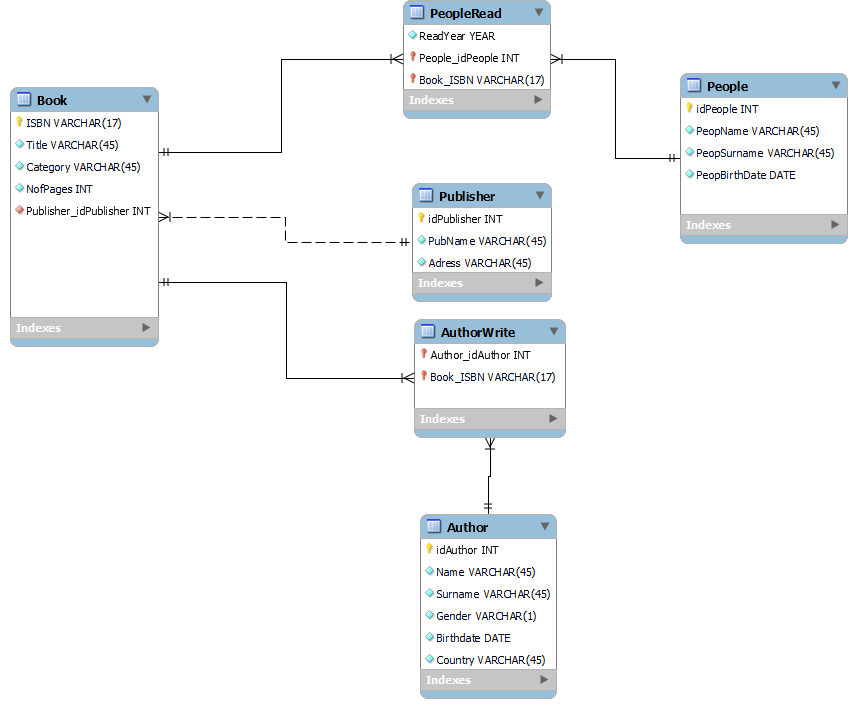 PeopleRead
ReadYear YEAR
People_idPeople INT
Book_ISBN VARCHAR(17)
Indexes
Book
ISBN VARCHAR(17)
Title VARCHAR(45)
Category VARCHAR(45)
NofPages INT
Publisher_idPublisher INT
Indexes
People
idPeople INT
PeopName VARCHAR(45)
PeopSurname VARCHAR(45)
PeopBirthDate DATE
Indexes
Publisher
idPublisher INT
PubName VARCHAR(45)
Adress VARCHAR(45)
Indexes
AuthorWrite
Author_idAuthor INT
Book_ISBN VARCHAR(17)
Indexes
Author
idAuthor INT
Name VARCHAR(45)
Surname VARCHAR(45)
Gender VARCHAR(1)
Birthdate DATE
Country VARCHAR(45)
Indexes